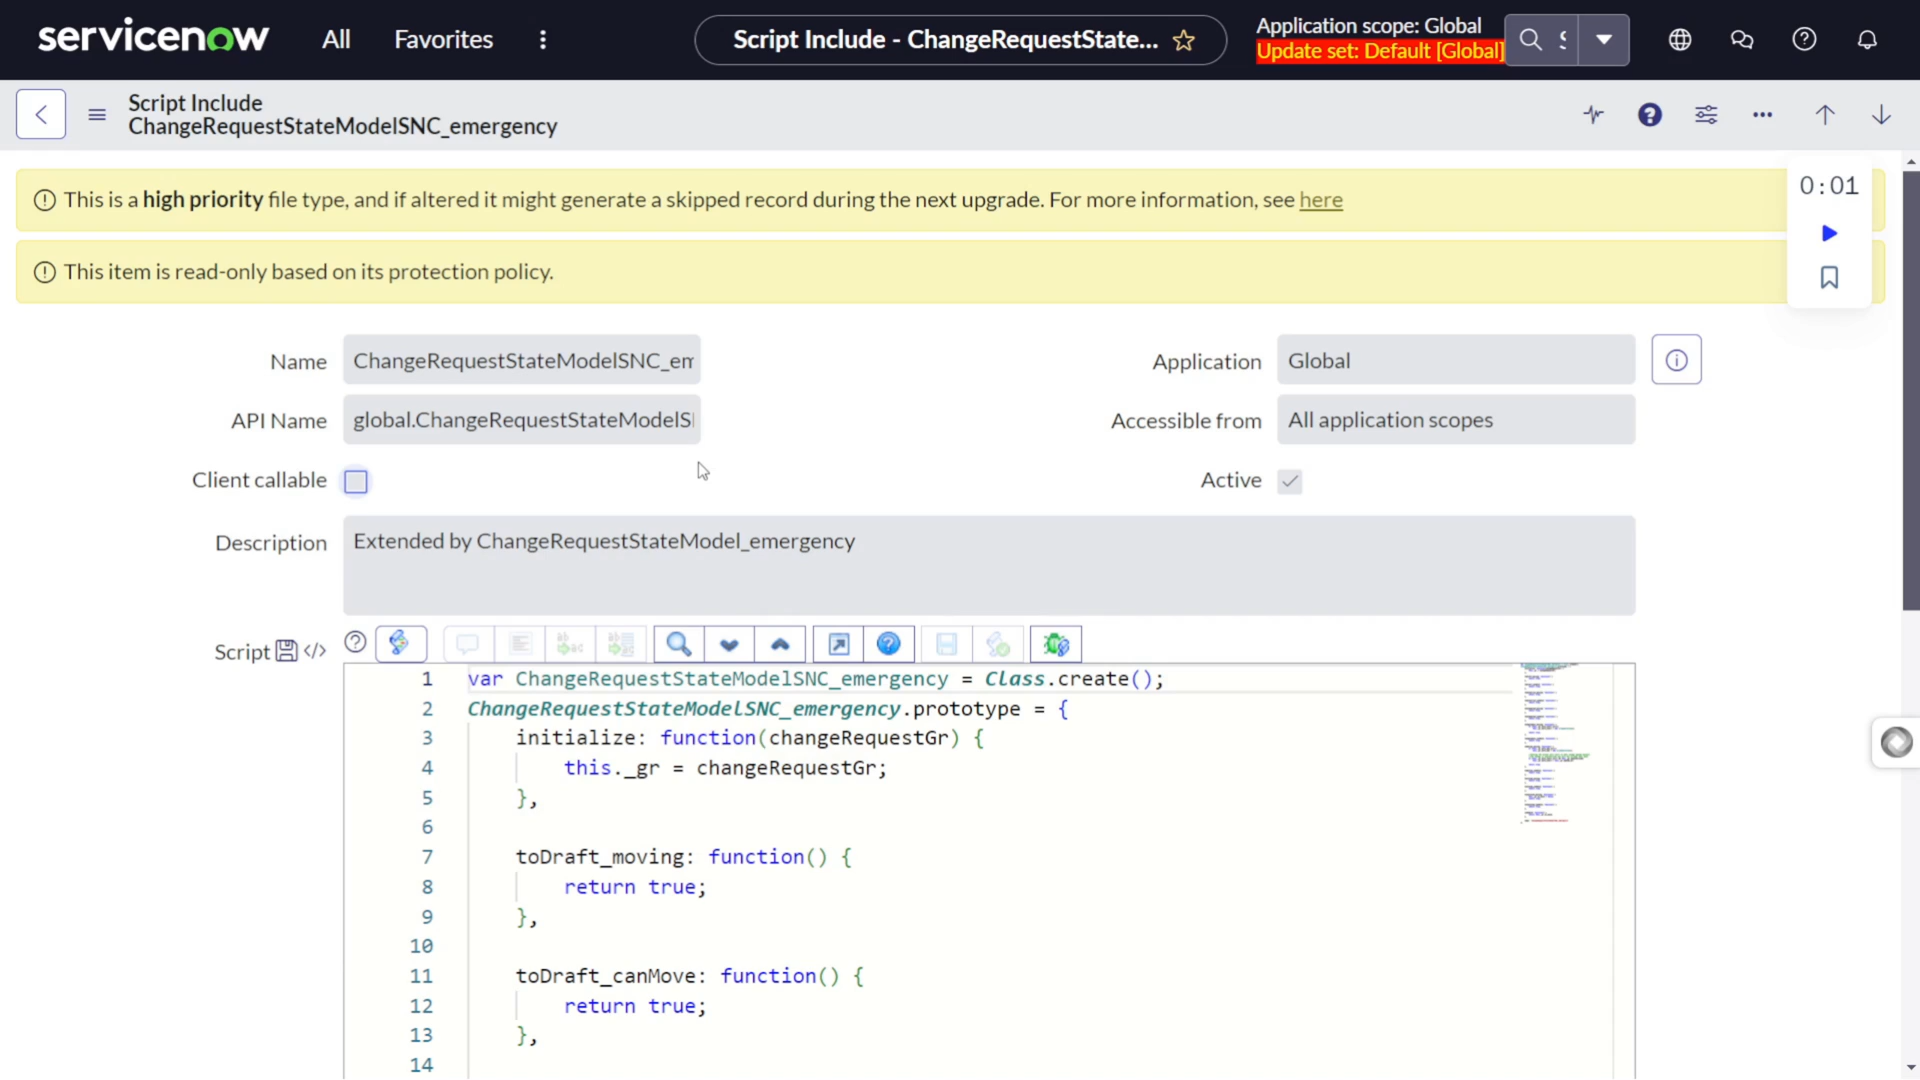 servicenow All Favorites Script Include - ChangeRequestState... Application scope: Global
Update set: Default [Global]
Script Include
ChangeRequestStateModelSNC_emergency
This is a high priority file type, and if altered it might generate a skipped record during the next upgrade. For more information, see here
0:01
This item is read-only based on its protection policy.
Name ChangeRequestStateModelSNC_em Application Global
API Name global.ChangeRequestStateModelS Accessible from All application scopes
Client callable Active
Description Extended by ChangeRequestStateModel_emergency
Script
1 var ChangeRequestStateModelSNC_emergency = Class.create();
2 ChangeRequestStateModelSNC_emergency.prototype = {
3 initialize: function(changeRequestGr) {
4 this._gr = changeRequestGr;
5 },
6
7 toDraft_moving: function() {
8 return true;
9 },
10
11 toDraft_canMove: function() {
12 return true;
13 },
14